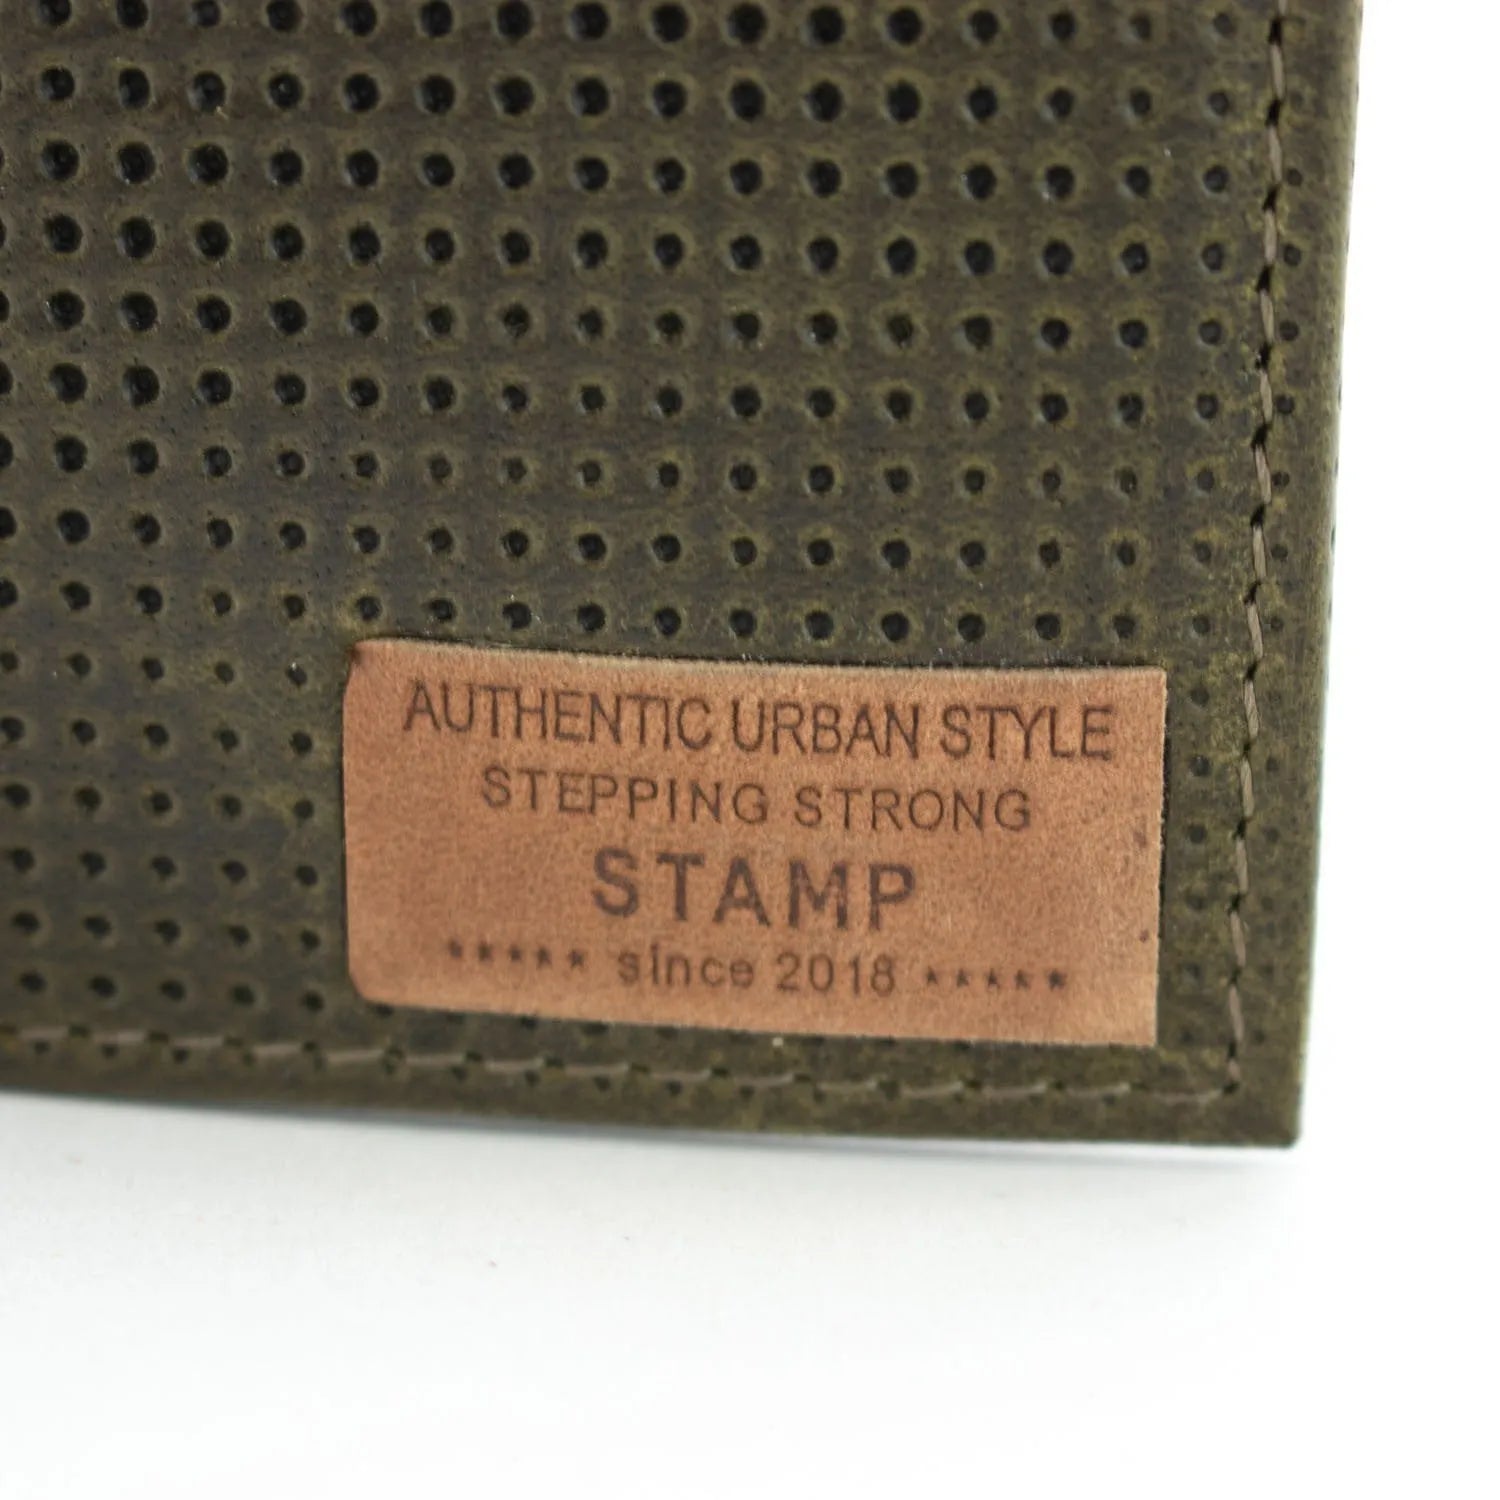 AUTHENTIC URBAN STYLE
STEPPING STRONG
STAMP
***** since 2018 *****